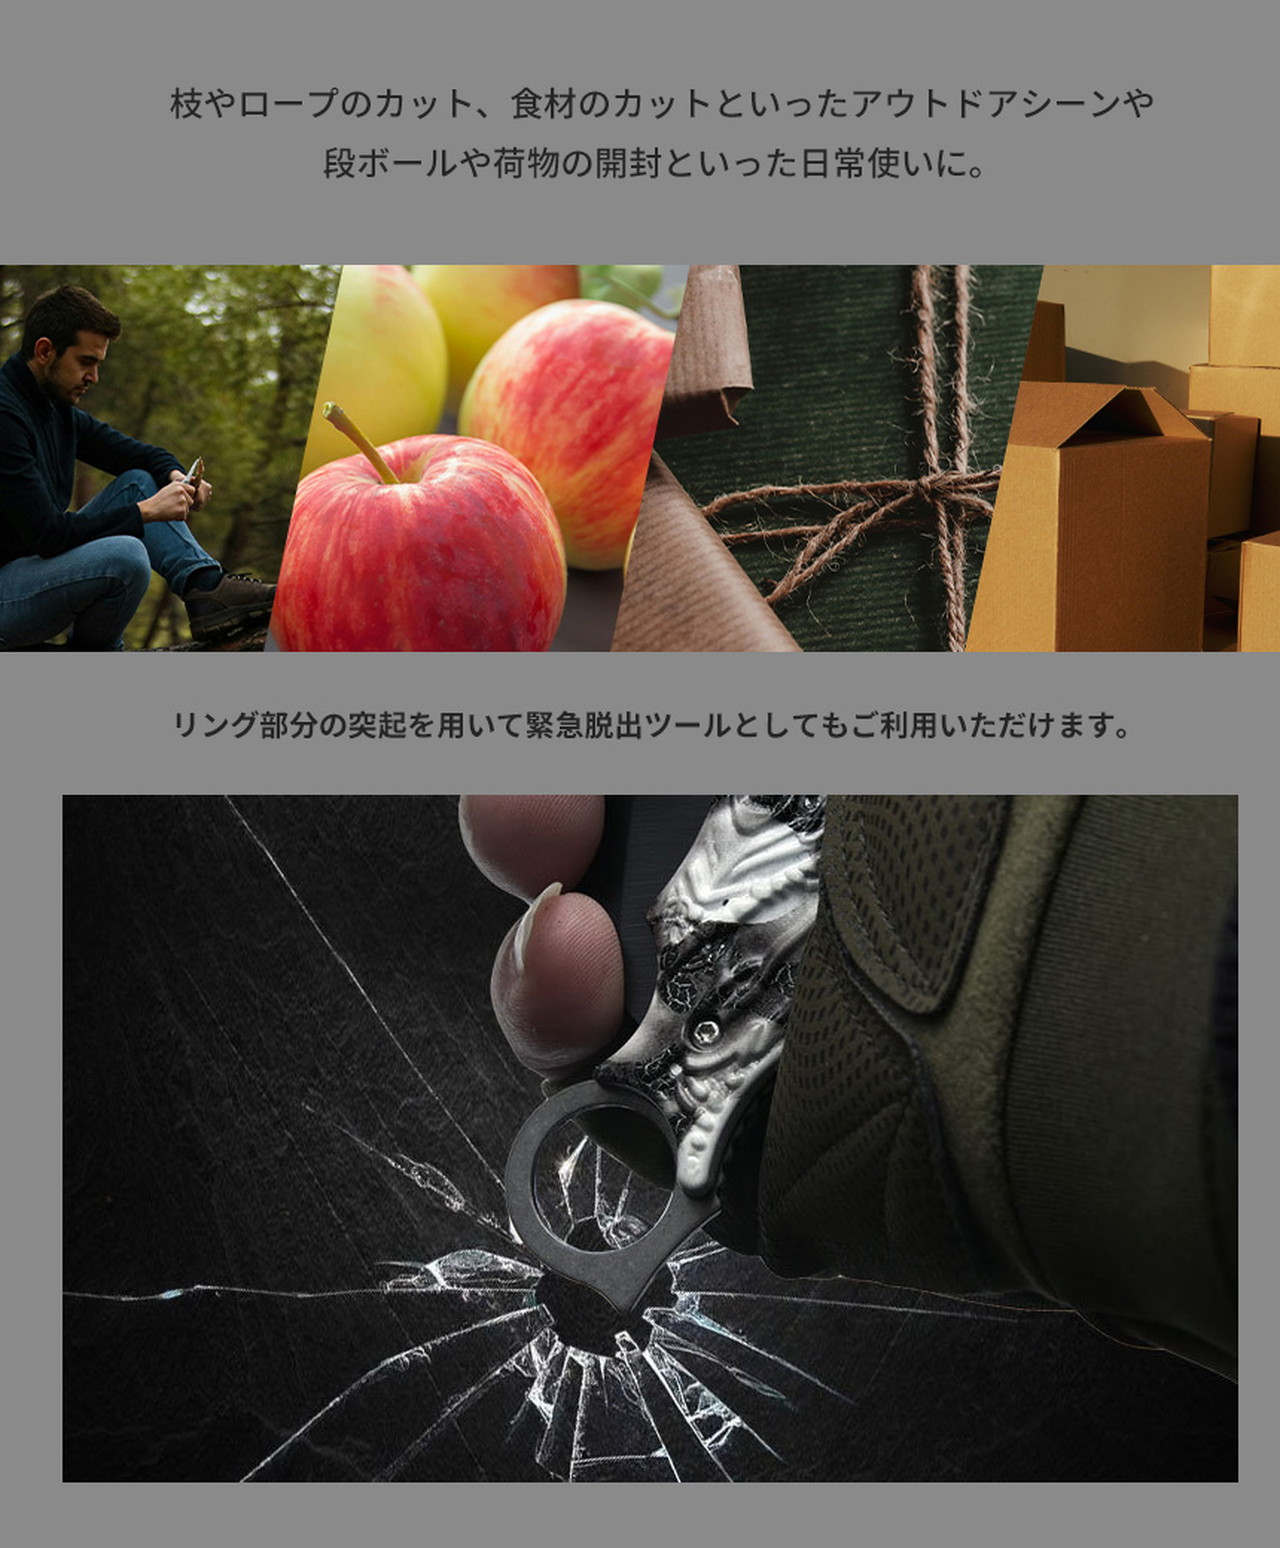 枝やロープのカット、食材のカットといったアウトドアシーンや
段ボールや荷物の開封といった日常使いに。
リング部分の突起を用いて緊急脱出ツールとしてもご利用いただけます。